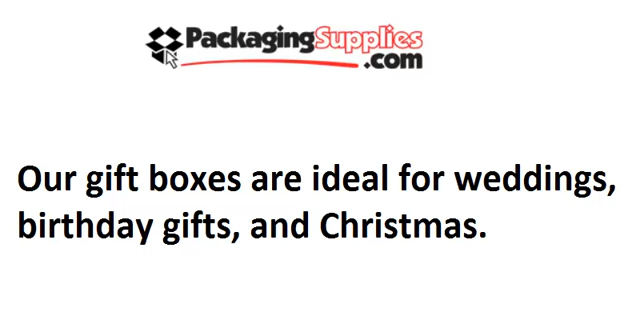 PackagingSupplies
.com
Our gift boxes are ideal for weddings,
birthday gifts, and Christmas.